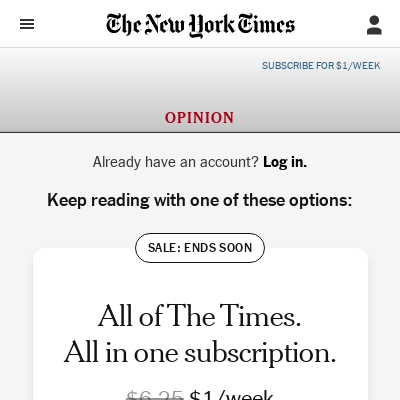 The New York Times
SUBSCRIBE FOR $1/WEEK
OPINION
Already have an account? Log in.
Keep reading with one of these options:
SALE: ENDS SOON
All of The Times.
All in one subscription.
$6.25 $1/week